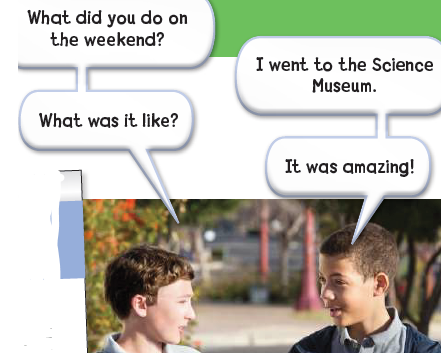 What did you do on
the weekend?
I went to the Science
Museum.
What was it like?
It was amazing!